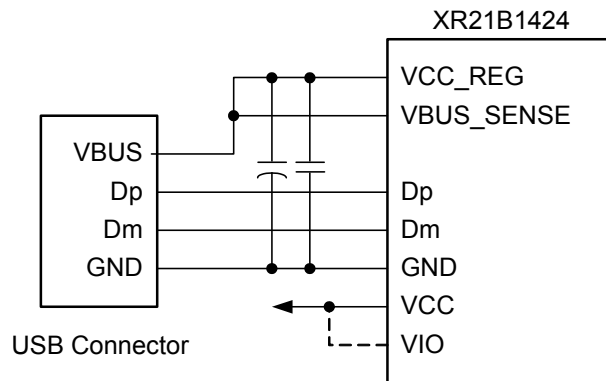 XR21B1424
VCC_REG
VBUS_SENSE
VBUS
Dp
Dp
Dm
Dm
GND
GND
VCC
VIO
USB Connector